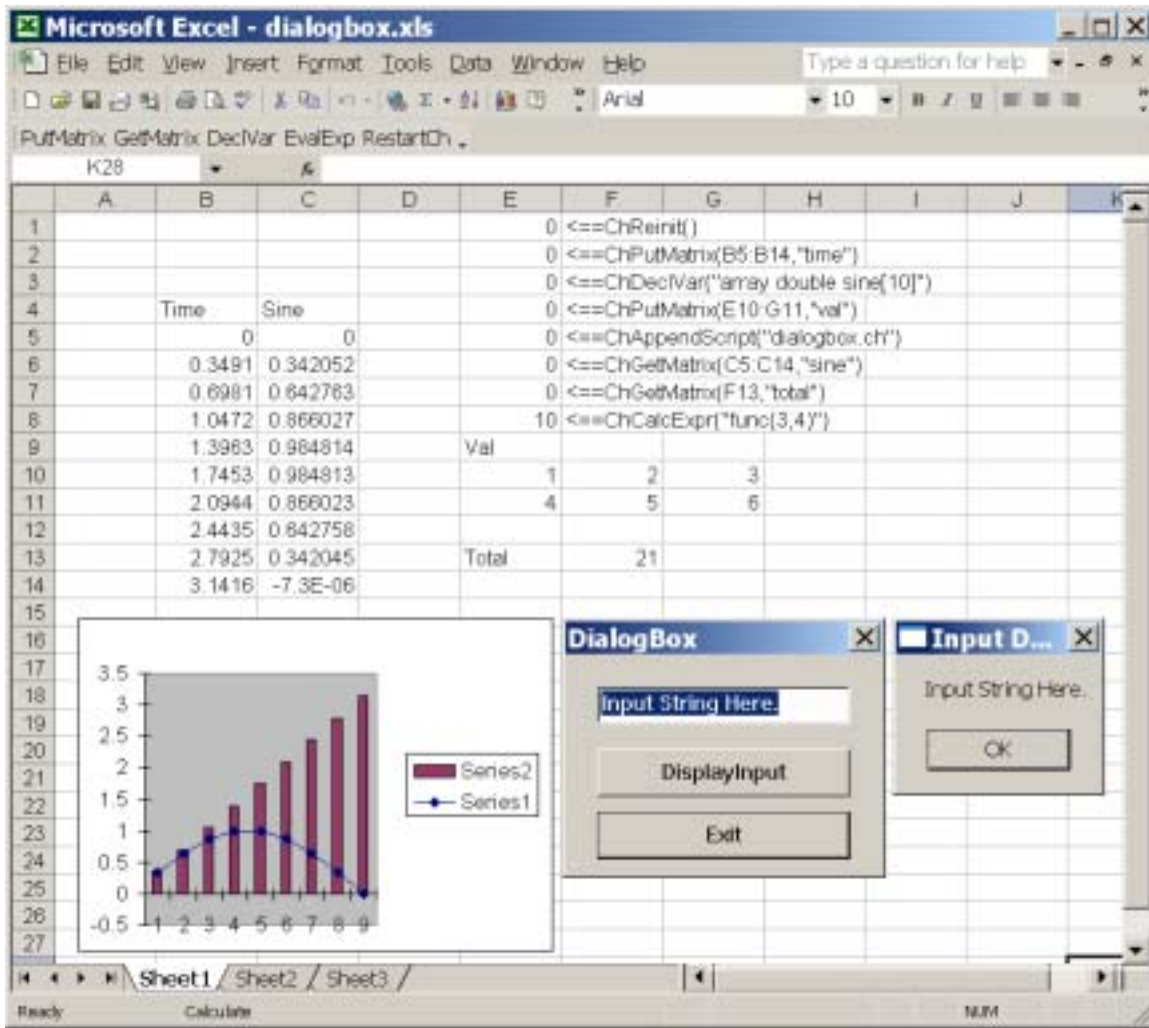 Microsoft Excel - dialogbox.xls
File Edit View Insert Format Tools Data Window Help Type a question for help
Arial 10 B I U
PutMatrix GetMatrix DeclVar EvalExp RestartCh
K28 fx
A B C D E F G H I J K
1 0 <==ChReinit()
2 0 <==ChPutMatrix(B5:B14,"time")
3 0 <==ChDeclVar("array double sine[10]")
4 Time Sine 0 <==ChPutMatrix(E10:G11,"val")
5 0 0 0 <==ChAppendScript("dialogbox.ch")
6 0.3491 0.342052 0 <==ChGetMatrix(C5:C14,"sine")
7 0.6981 0.642763 0 <==ChGetMatrix(F13,"total")
8 1.0472 0.866027 10 <==ChCalcExpr("func(3,4)")
9 1.3963 0.984814 Val
10 1.7453 0.984813 1 2 3
11 2.0944 0.866023 4 5 6
12 2.4435 0.642758
13 2.7925 0.342045 Total 21
14 3.1416 -7.3E-06
15
16
17
18
19
20
21
22
23
24
25
26
27
3.5
3
2.5
2
1.5
1
0.5
0
-0.5
1 2 3 4 5 6 7 8 9
Series2
Series1
DialogBox
Input String Here.
DisplayInput
Exit
Input D...
Input String Here.
OK
Sheet1 / Sheet2 / Sheet3 /
Ready Calculate NUM